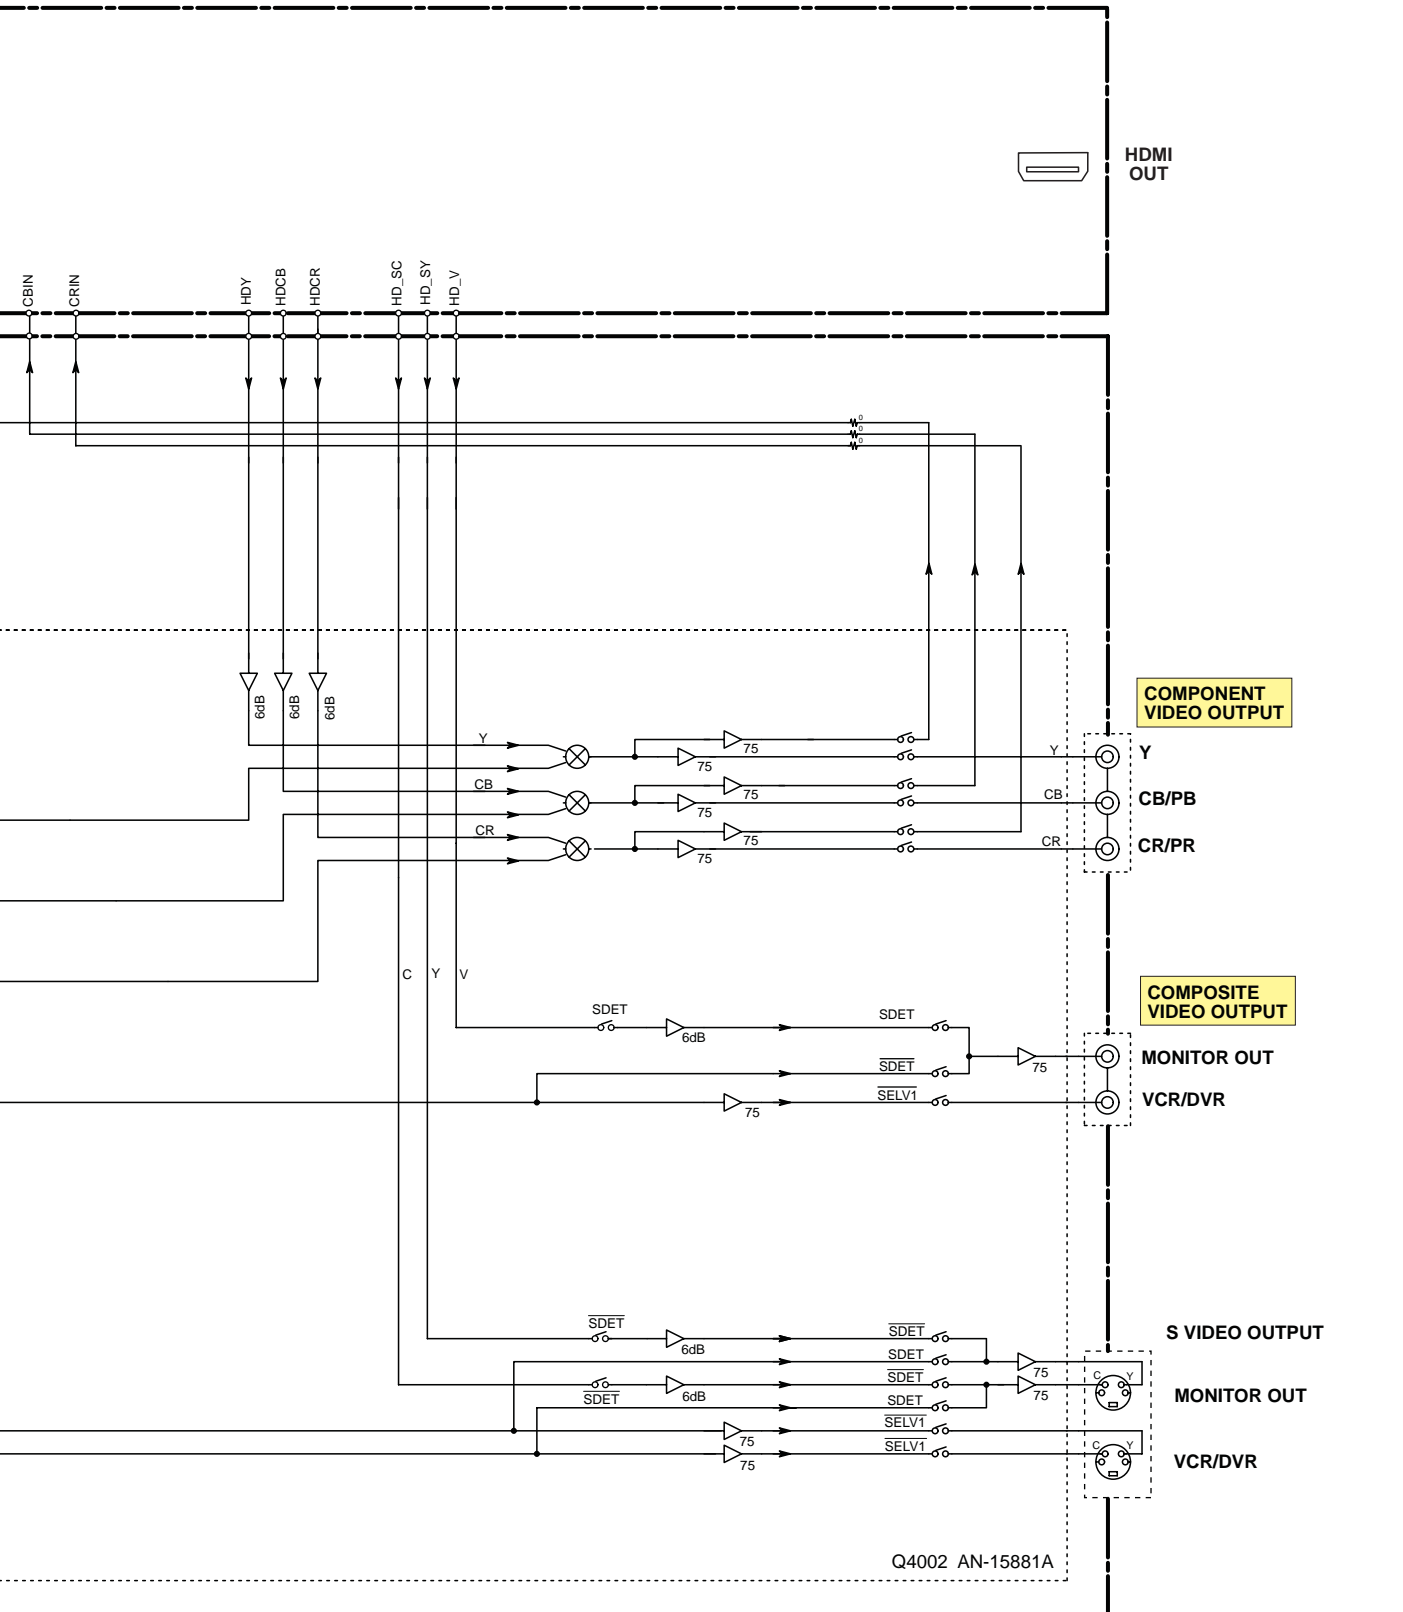 HDMI
OUT
CBIN
CRIN
HDY
HDCB
HDCR
HD_SC
HD_SY
HD_V
0
0
0
6dB
6dB
6dB
COMPONENT
VIDEO OUTPUT
Y
75
75
Y
Y
CB
75
75
CB
CB/PB
CR
75
75
CR
CR/PR
C
Y
V
COMPOSITE
VIDEO OUTPUT
SDET
6dB
SDET
SDET
75
MONITOR OUT
75
SELV1
VCR/DVR
S VIDEO OUTPUT
SDET
6dB
SDET
SDET
75
SDET
6dB
SDET
75
C
Y
MONITOR OUT
SDET
75
SELV1
75
SELV1
C
Y
VCR/DVR
Q4002 AN-15881A